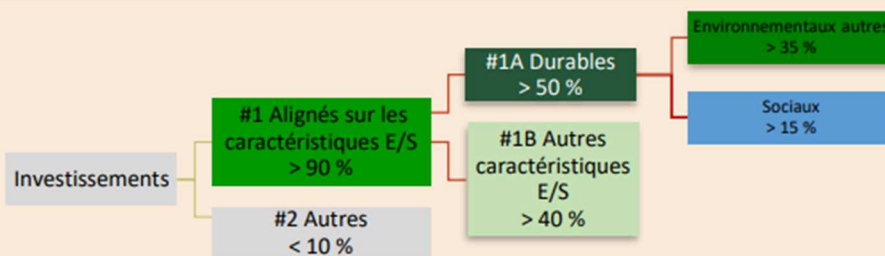 Investissements
#1 Alignés sur les
caractéristiques E/S
> 90 %
#2 Autres
< 10 %
#1A Durables
> 50 %
#1B Autres
caractéristiques
E/S
> 40 %
Environnementaux autres
> 35 %
Sociaux
> 15 %